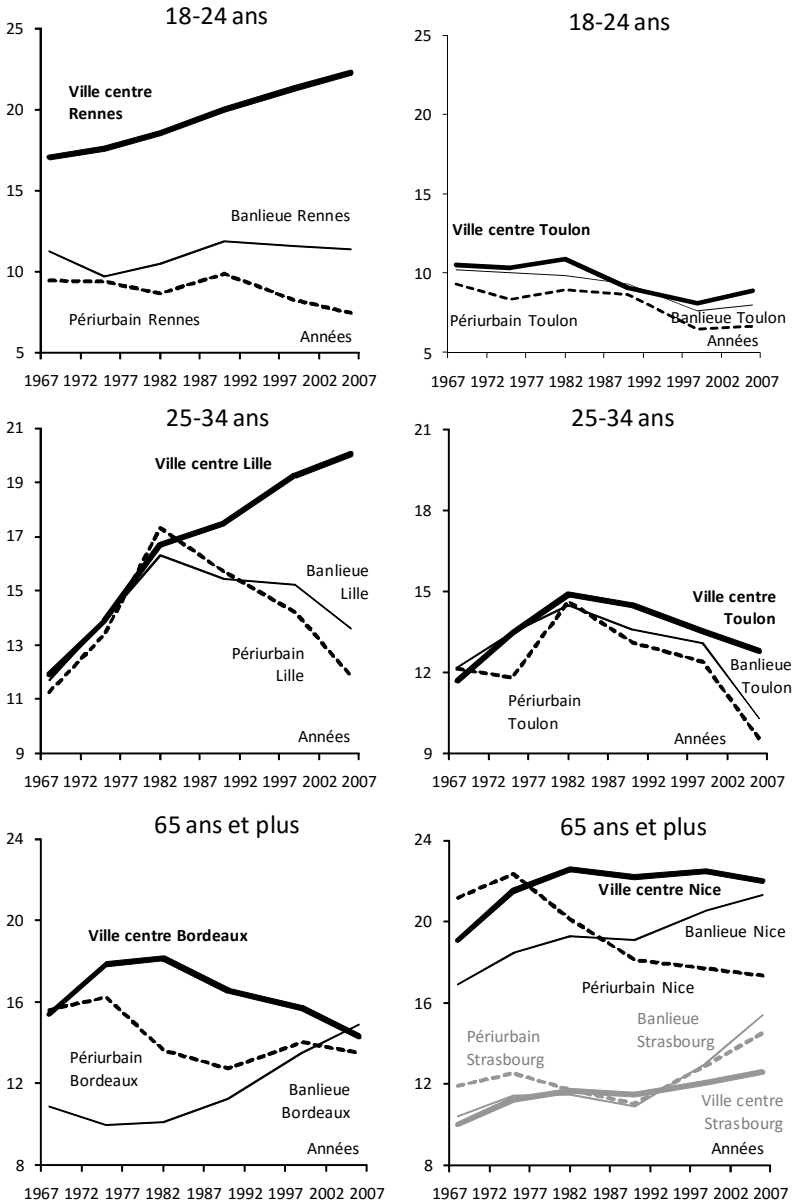 18-24 ans
25
20
15
10
5
Ville centre
Rennes
Banlieue Rennes
Périurbain Rennes
Années
1967 1972 1977 1982 1987 1992 1997 2002 2007
18-24 ans
25
20
15
10
5
Ville centre Toulon
Périurbain Toulon
Banlieue Toulon
Années
1967 1972 1977 1982 1987 1992 1997 2002 2007
25-34 ans
21
19
17
15
13
11
9
Ville centre Lille
Banlieue
Lille
Périurbain
Lille
Années
1967 1972 1977 1982 1987 1992 1997 2002 2007
25-34 ans
21
18
15
12
9
Ville centre
Toulon
Banlieue
Toulon
Périurbain
Toulon
Années
1967 1972 1977 1982 1987 1992 1997 2002 2007
65 ans et plus
24
20
16
12
8
Ville centre Bordeaux
Périurbain
Bordeaux
Banlieue
Bordeaux
Années
1967 1972 1977 1982 1987 1992 1997 2002 2007
65 ans et plus
24
20
16
12
8
Ville centre Nice
Banlieue Nice
Périurbain Nice
Banlieue
Strasbourg
Périurbain
Strasbourg
Ville centre
Strasbourg
Années
1967 1972 1977 1982 1987 1992 1997 2002 2007